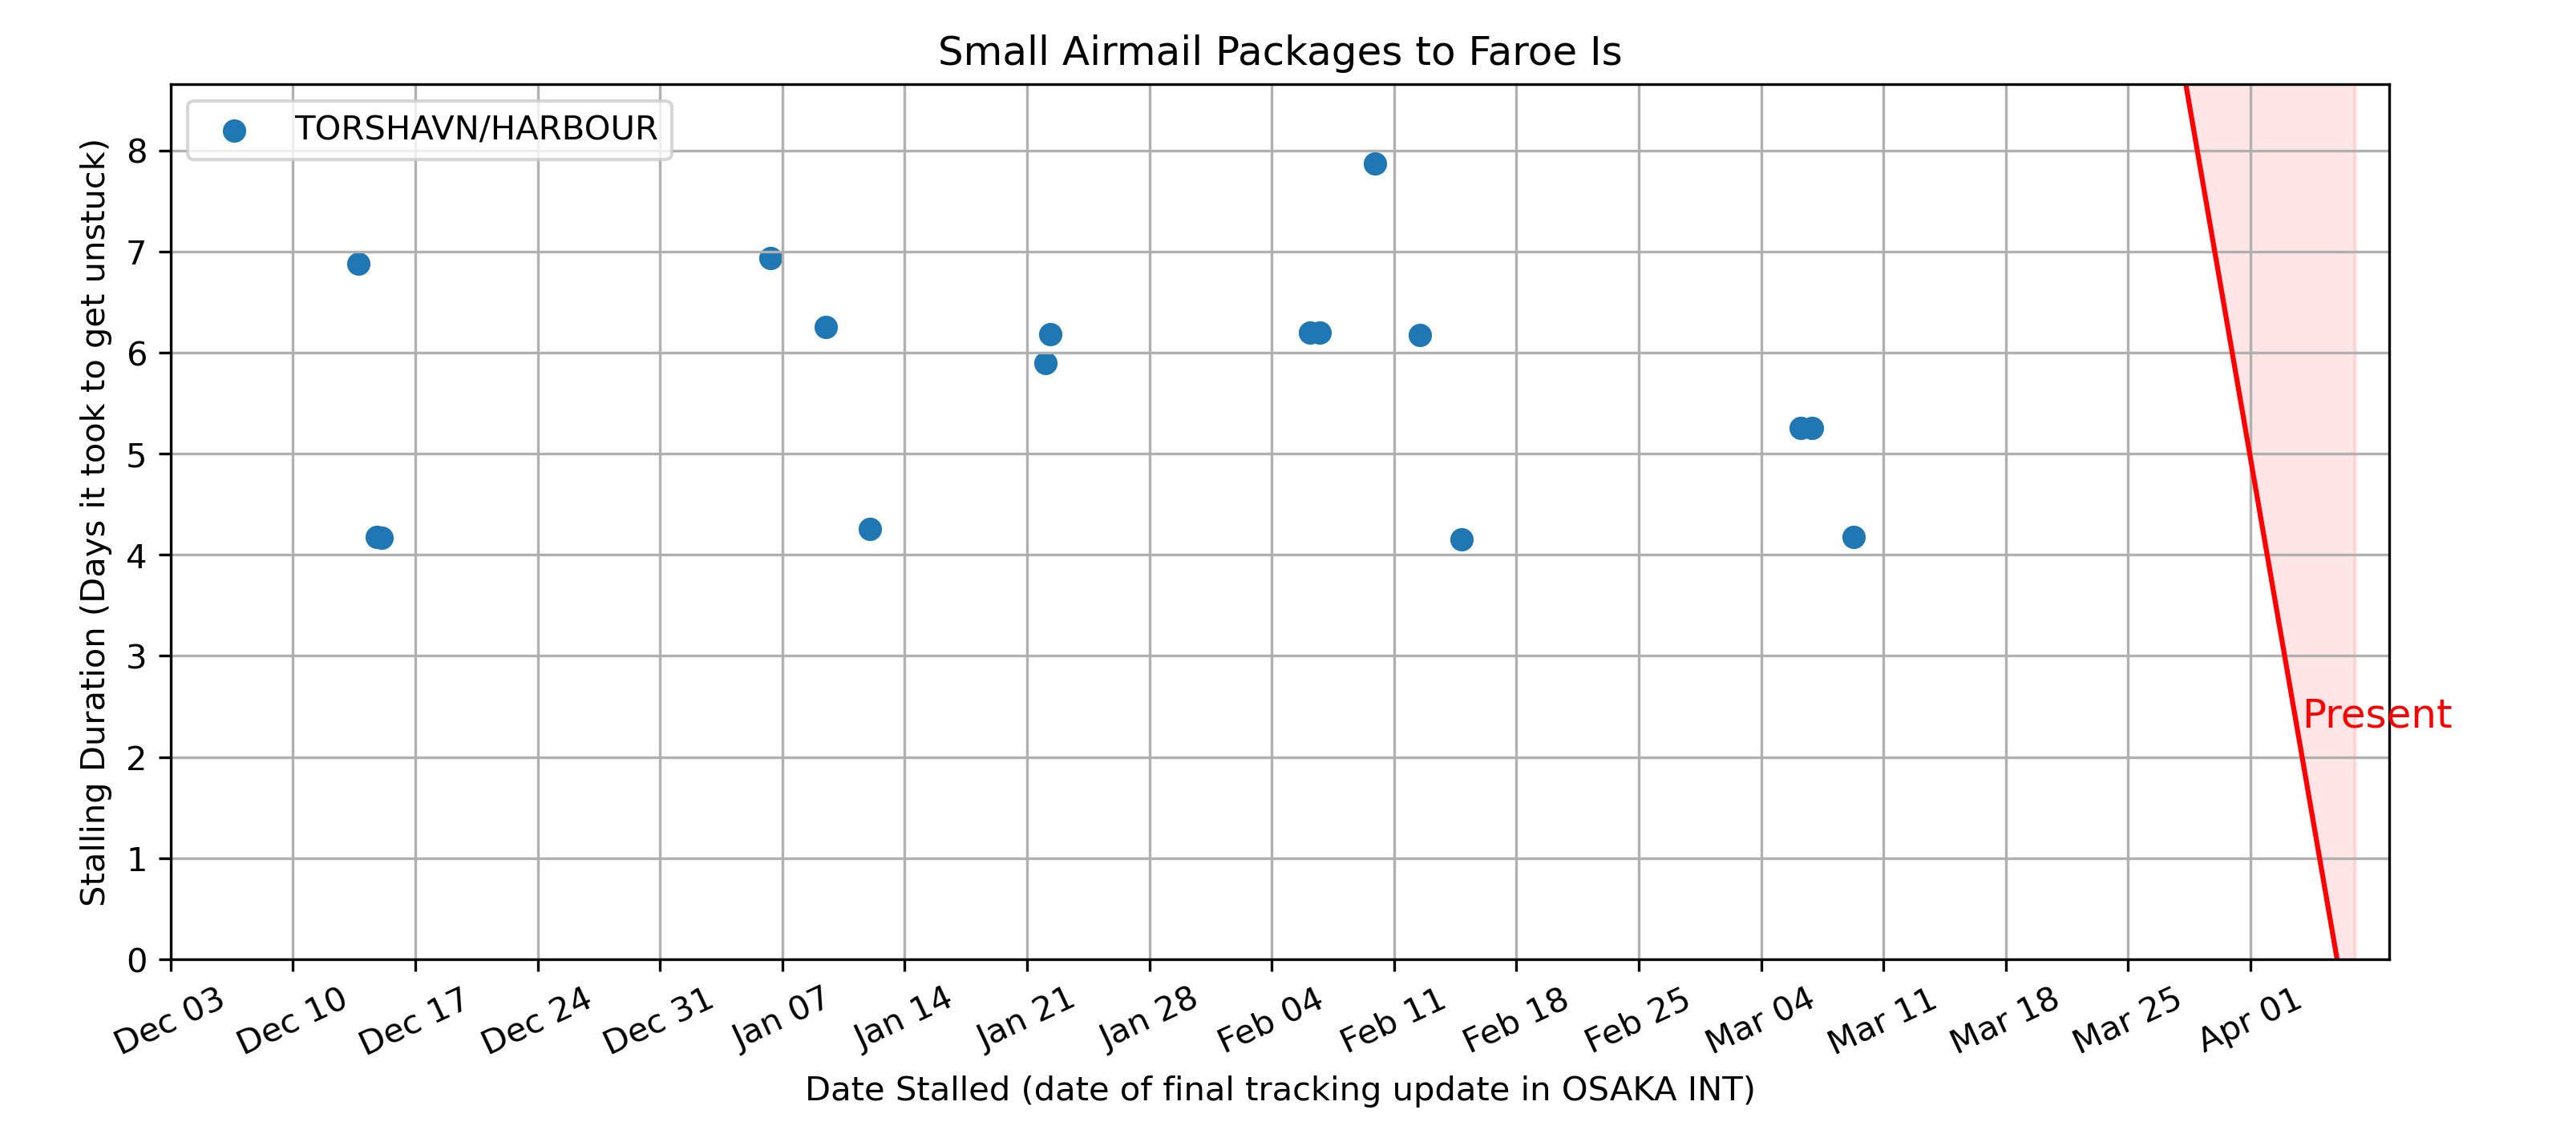 Small Airmail Packages to Faroe Is
TORSHAVN/HARBOUR
Stalling Duration (Days it took to get unstuck)
8
7
6
5
4
3
2
1
0
Present
Dec 03
Dec 10
Dec 17
Dec 24
Dec 31
Jan 07
Jan 14
Jan 21
Jan 28
Feb 04
Feb 11
Feb 18
Feb 25
Mar 04
Mar 11
Mar 18
Mar 25
Apr 01
Date Stalled (date of final tracking update in OSAKA INT)